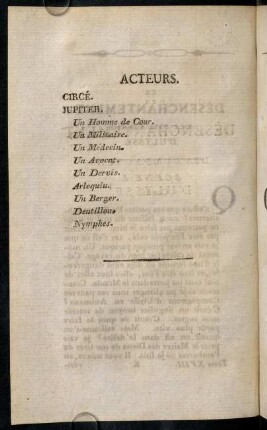 ACTEURS.
CIRCÉ.
JUPITER.
Un Homme de Cour.
Un Militaire.
Un Médecin.
Un Avocat.
Un Dervis.
Arlequin.
Un Berger.
Dentillon.
Nymphes.